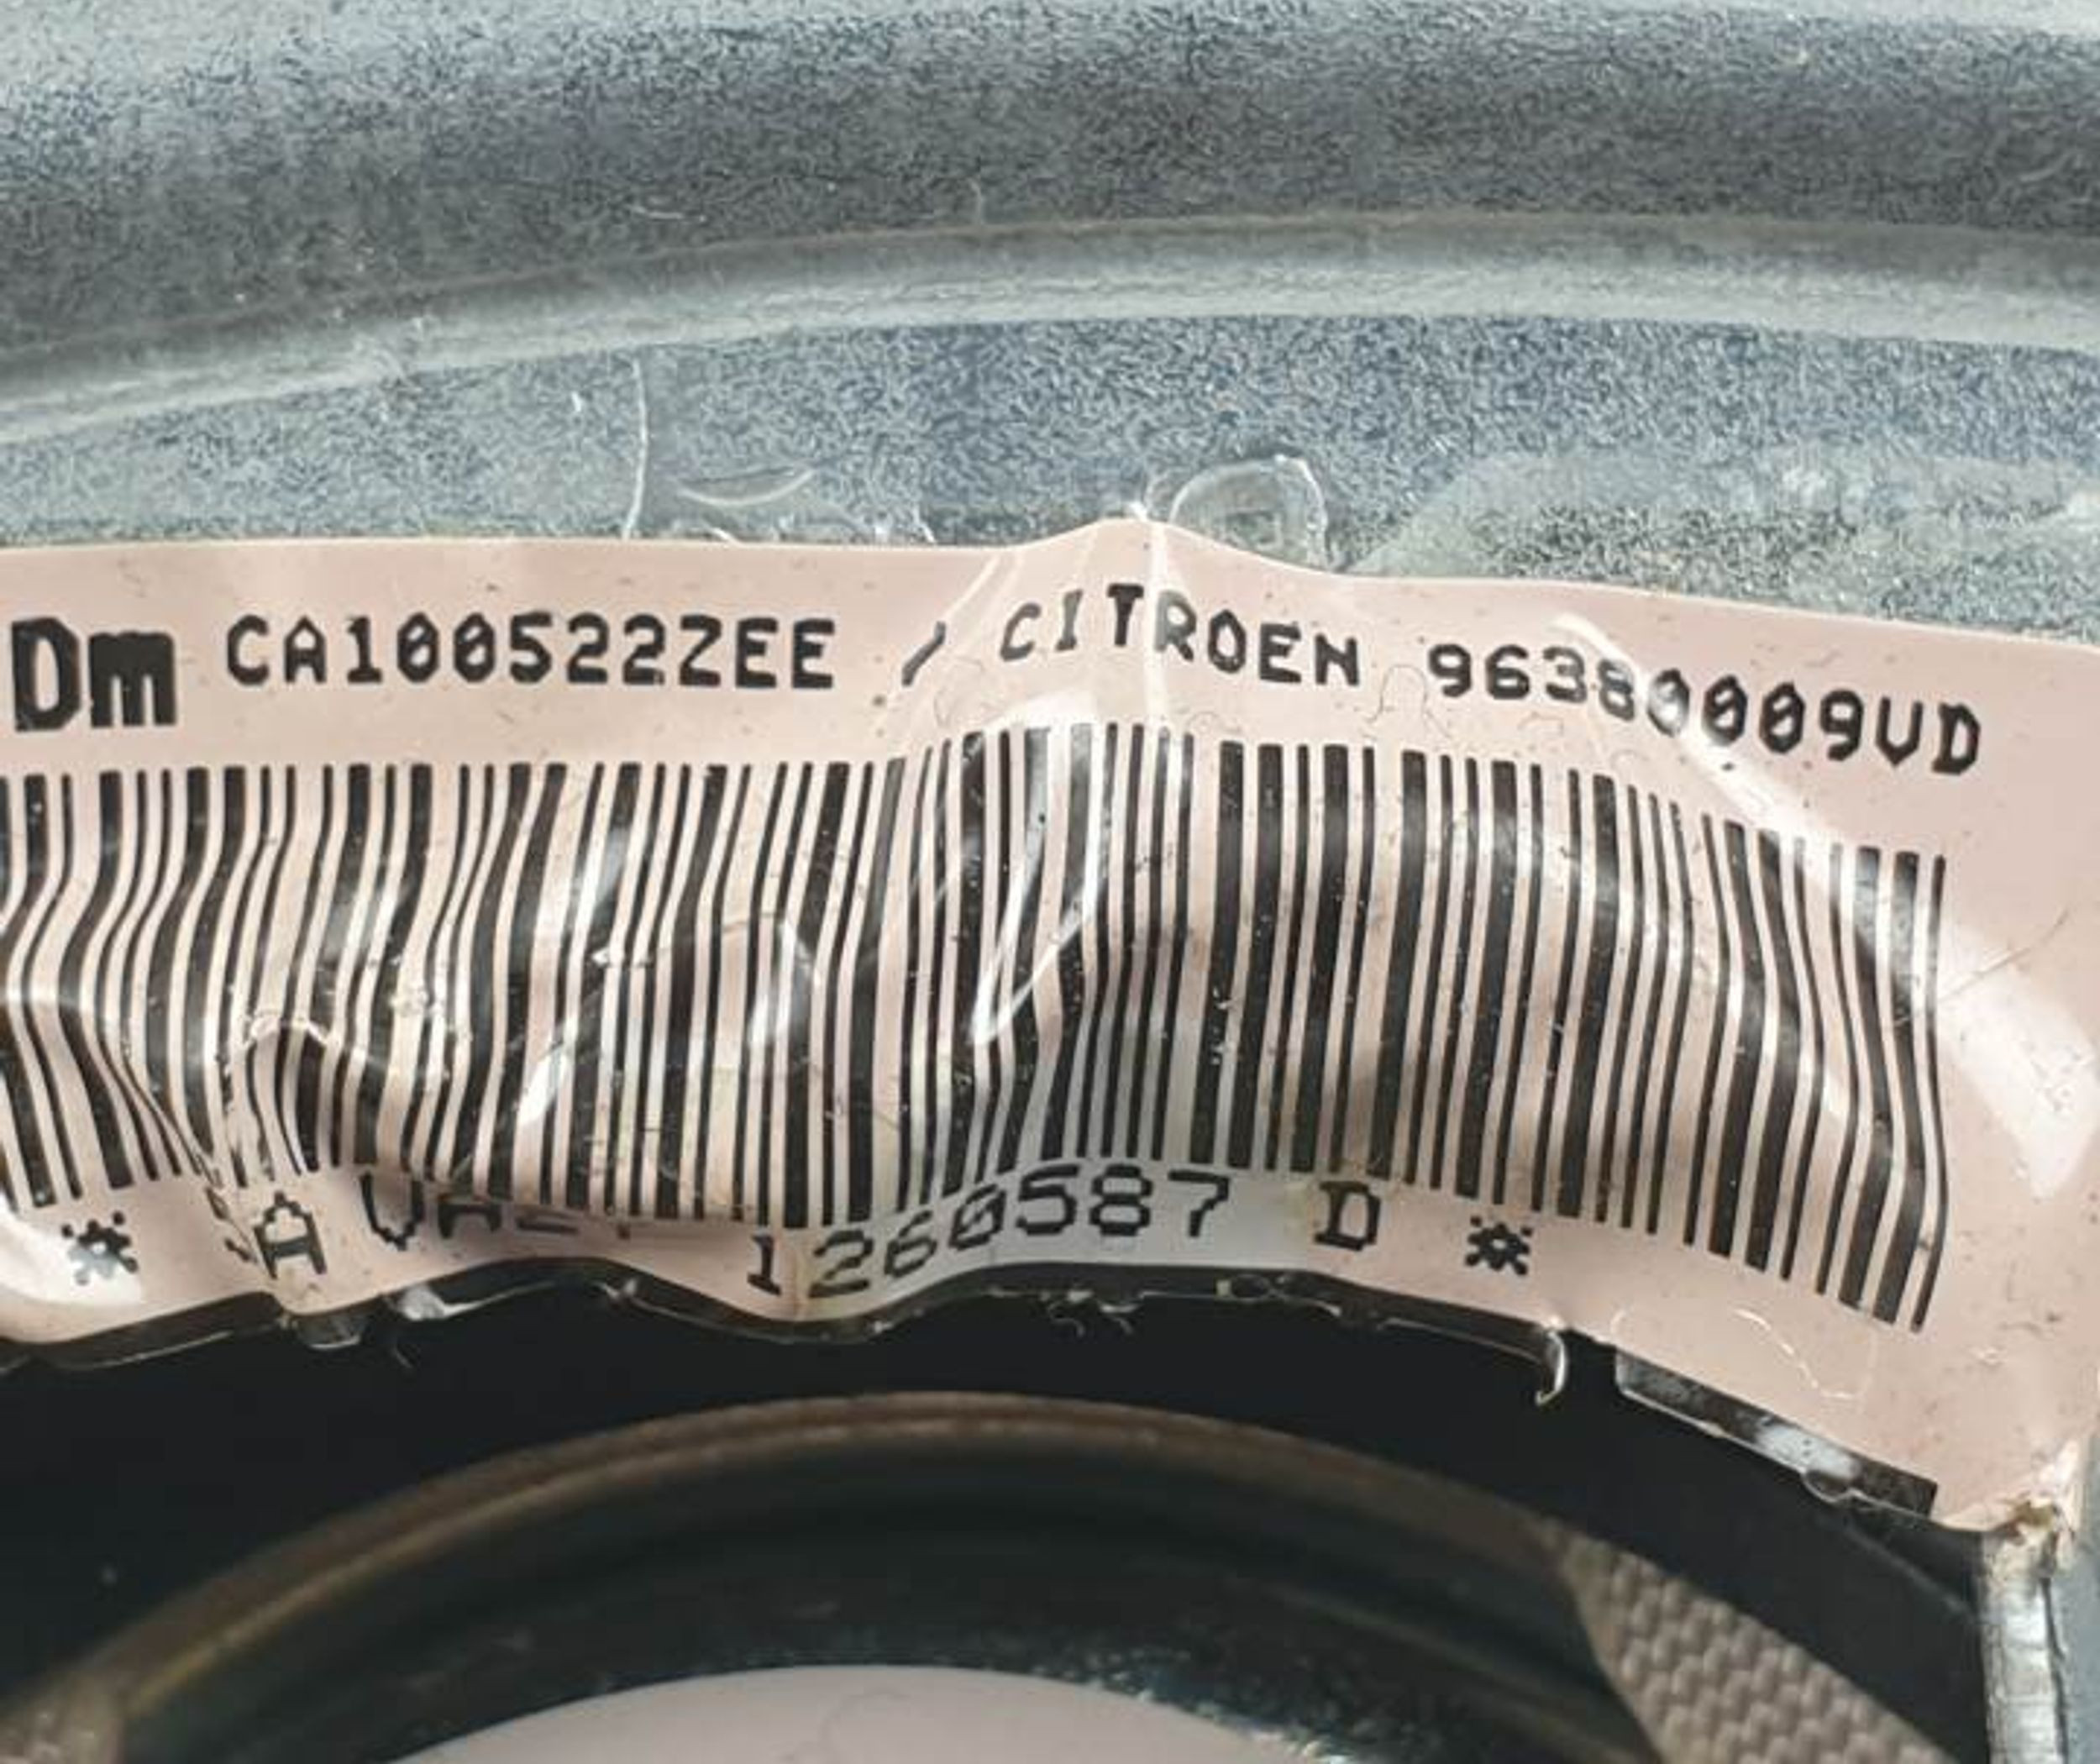 Dm CA100522ZEE / CITROEN 96380009VD
* A 1260587 D *